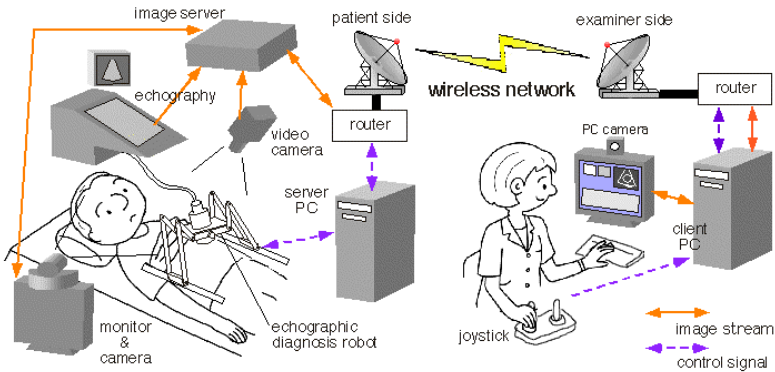 image server
patient side
examiner side
echography
wireless network
router
router
video
camera
PC camera
server
PC
client
PC
monitor
&
camera
echographic
diagnosis robot
joystick
image stream
control signal